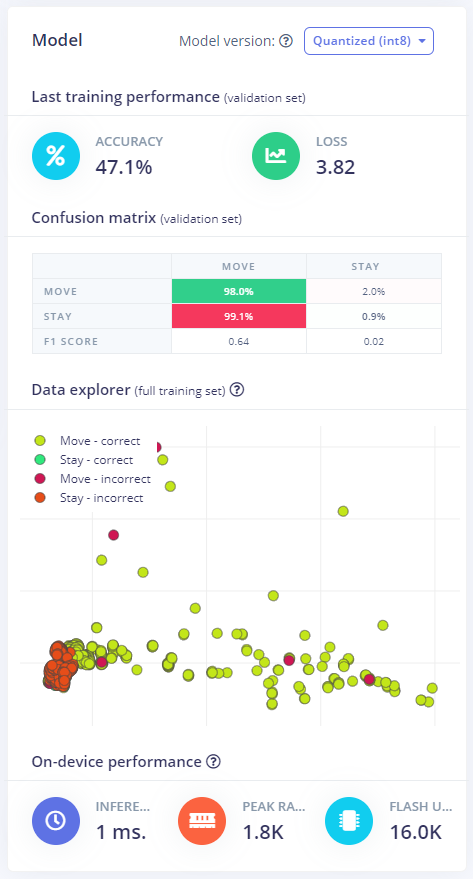 Model
Model version: Quantized (int8)
Last training performance (validation set)
% ACCURACY
47.1%
LOSS
3.82
Confusion matrix (validation set)
MOVE STAY
MOVE 98.0% 2.0%
STAY 99.1% 0.9%
F1 SCORE 0.64 0.02
Data explorer (full training set) ?
Move - correct
Stay - correct
Move - incorrect
Stay - incorrect
On-device performance ?
INFERE...
1 ms.
PEAK RA...
1.8K
FLASH U...
16.0K